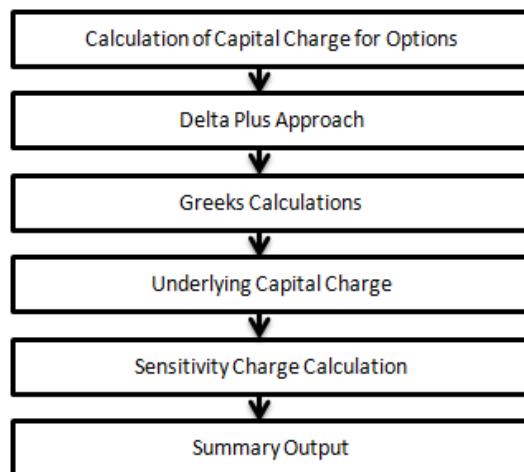 Calculation of Capital Charge for Options
Delta Plus Approach
Greeks Calculations
Underlying Capital Charge
Sensitivity Charge Calculation
Summary Output